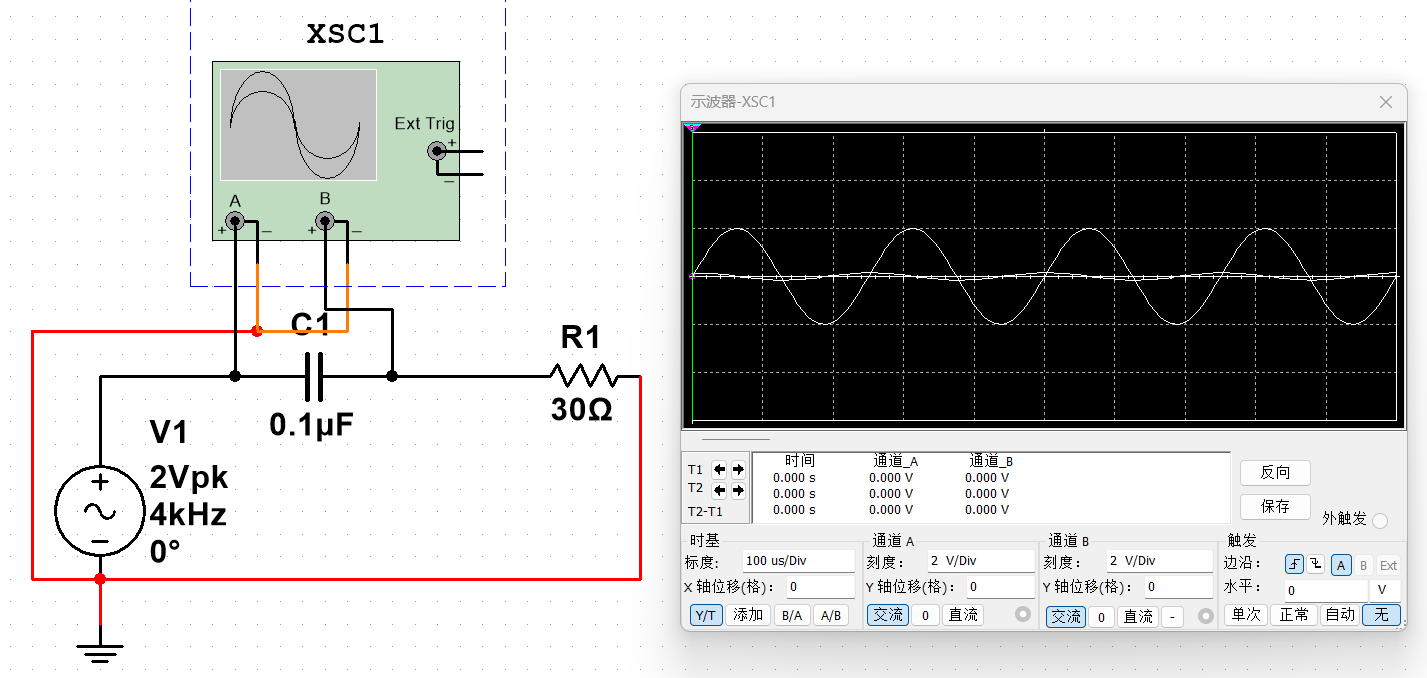 XSC1
Ext Trig
+
−
A
B
+
−
+
−
C1
0.1µF
R1
30Ω
V1
2Vpk
4kHz
0°
+
−
示波器-XSC1
时间 通道_A 通道_B
T1 0.000 s 0.000 V 0.000 V
T2 0.000 s 0.000 V 0.000 V
T2-T1 0.000 s 0.000 V 0.000 V
反向
保存
外触发
时基
标度: 100 us/Div
X 轴位移(格): 0
Y/T 添加 B/A A/B
通道 A
刻度: 2 V/Div
Y 轴位移(格): 0
交流 0 直流
通道 B
刻度: 2 V/Div
Y 轴位移(格): 0
交流 0 直流 -
触发
边沿: A B Ext
水平: 0 V
单次 正常 自动 无